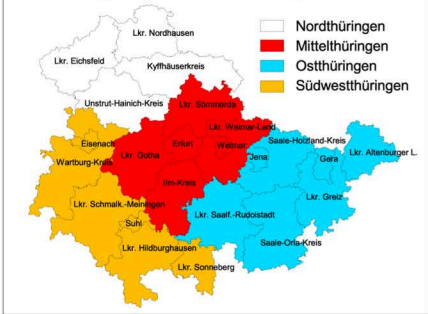 Nordthüringen
Mittelthüringen
Ostthüringen
Südwestthüringen
Lkr. Nordhausen
Lkr. Eichsfeld
Kyffhäuserkreis
Unstrut-Hainich-Kreis
Lkr. Sömmerda
Lkr. Weimar-Land
Eisenach
Erfurt
Weimar
Saale-Holzland-Kreis
Wartburg-Kreis
Lkr. Gotha
Jena
Gera
Lkr. Altenburger L.
Ilm-Kreis
Lkr. Greiz
Lkr. Schmalk.-Meiningen
Lkr. Saalf.-Rudolstadt
Suhl
Lkr. Hildburghausen
Saale-Orla-Kreis
Lkr. Sonneberg